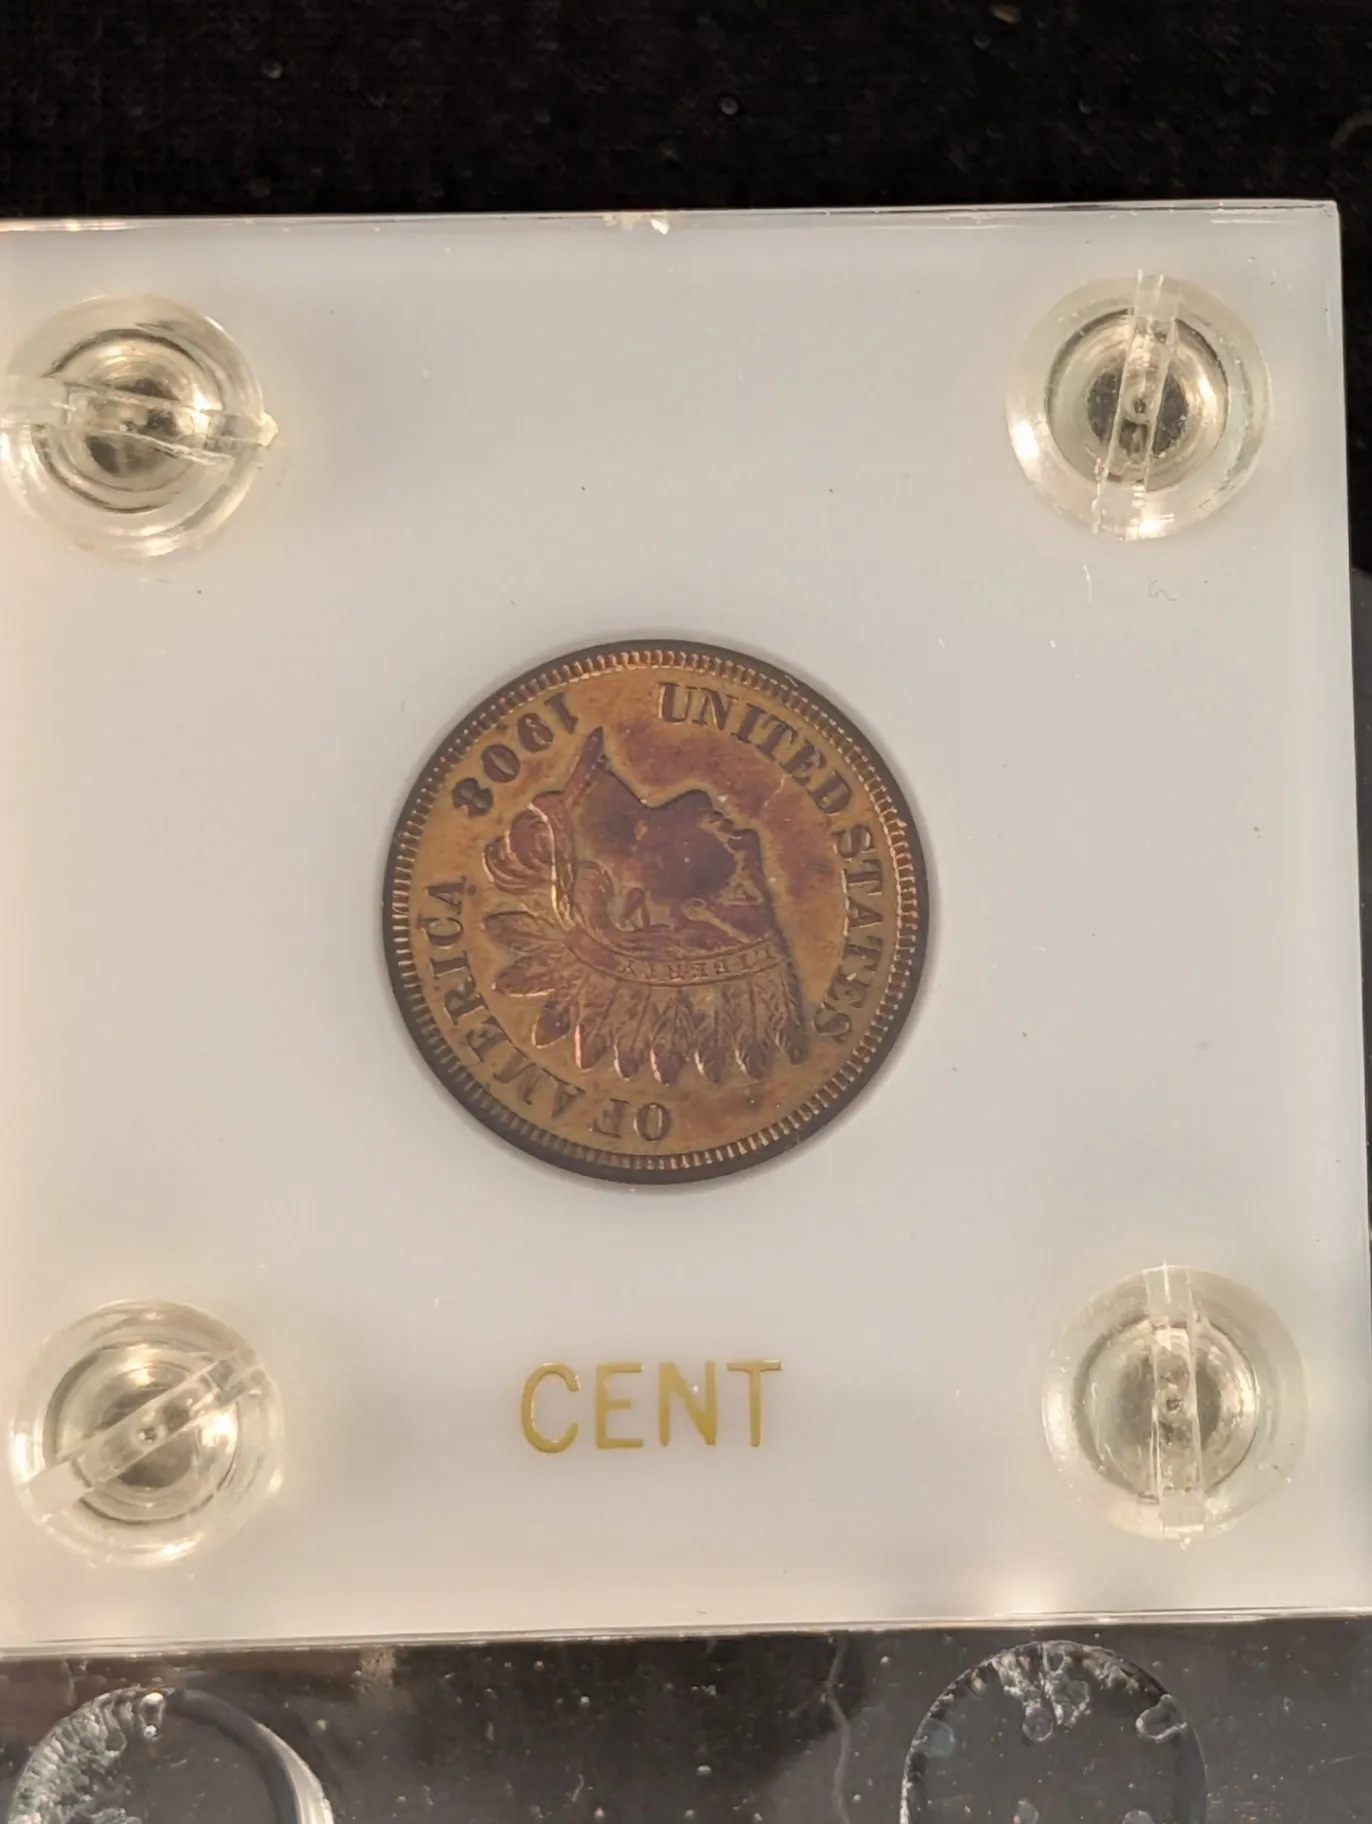 UNITED STATES
OF AMERICA
LIBERTY
1908
CENT